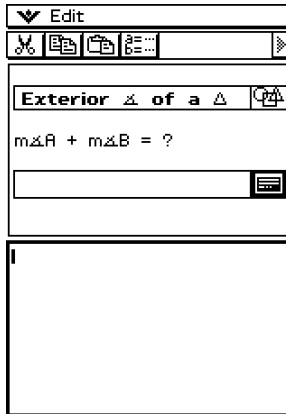 Edit
Exterior ∡ of a △
m∡A + m∡B = ?